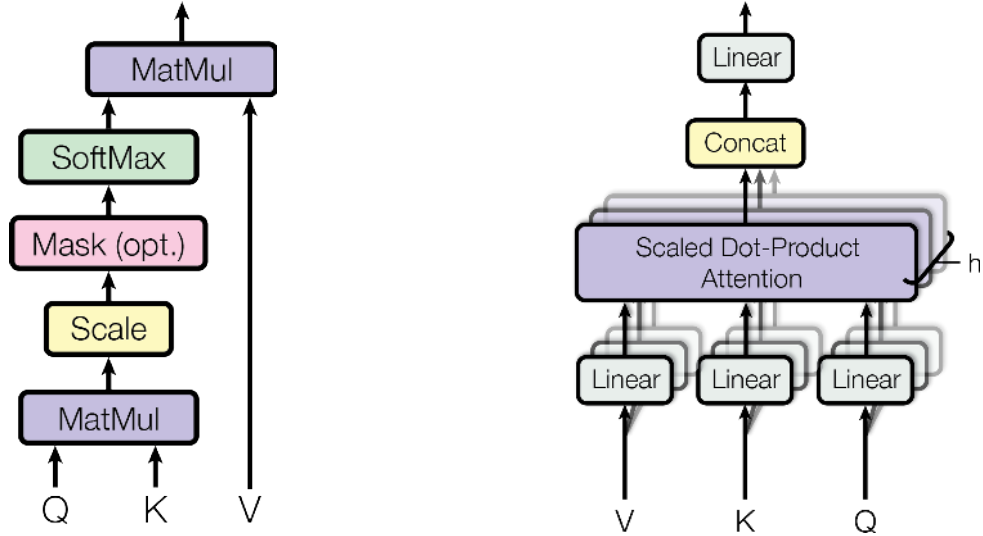 MatMul
SoftMax
Mask (opt.)
Scale
MatMul
Q K V
Linear
Concat
Scaled Dot-Product
Attention
h
Linear Linear Linear
V K Q